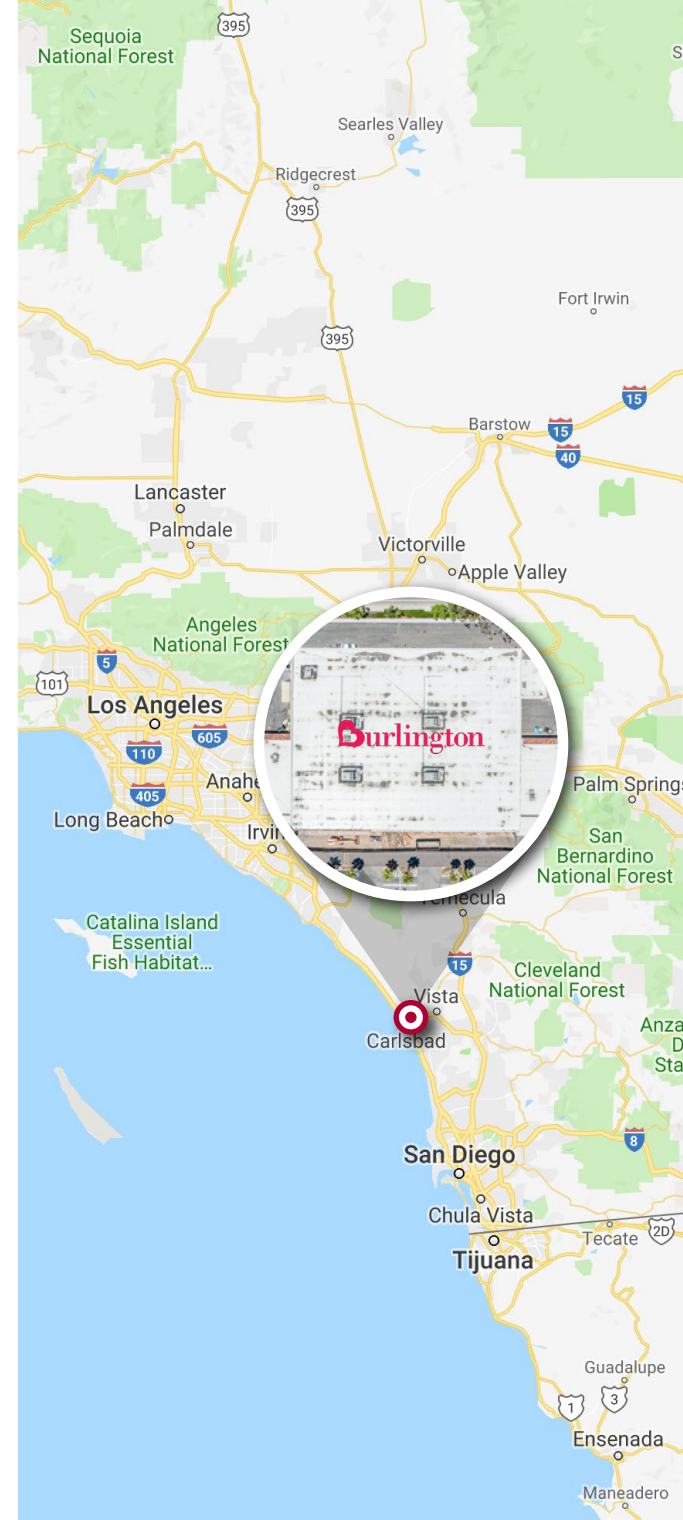 395
Sequoia
National Forest
S
Searles Valley
Ridgecrest
395
Fort Irwin
395
15
Barstow
15
40
Lancaster
Palmdale
Victorville
Apple Valley
Angeles
National Forest
5
101
Los Angeles
605
110
Burlington
Anahe
Palm Springs
405
Long Beach
Irvin
San
Bernardino
National Forest
Temecula
Catalina Island
Essential
Fish Habitat...
15
Cleveland
National Forest
Vista
Anza
D
Sta
Carlsbad
8
San Diego
Chula Vista
Tecate
2D
Tijuana
Guadalupe
1
3
Ensenada
Maneadero